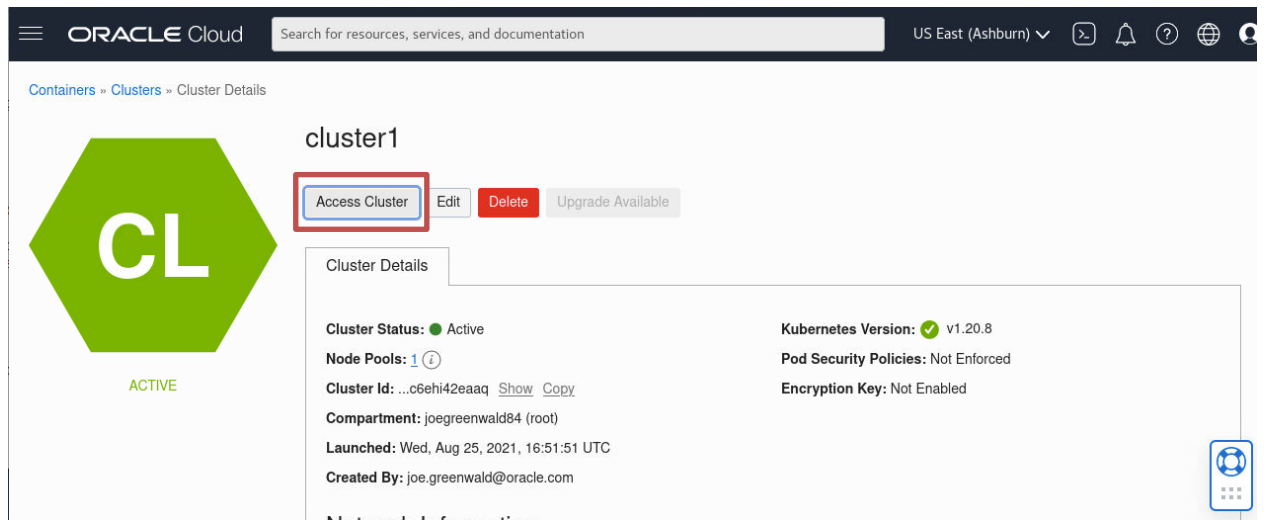 ORACLE Cloud
Search for resources, services, and documentation
US East (Ashburn)
Containers » Clusters » Cluster Details
cluster1
Access Cluster Edit Delete Upgrade Available
CL
ACTIVE
Cluster Details
Cluster Status: Active
Node Pools: 1 i
Cluster Id: ...c6ehi42eaaq Show Copy
Compartment: joegreenwald84 (root)
Launched: Wed, Aug 25, 2021, 16:51:51 UTC
Created By: joe.greenwald@oracle.com
Kubernetes Version: v1.20.8
Pod Security Policies: Not Enforced
Encryption Key: Not Enabled